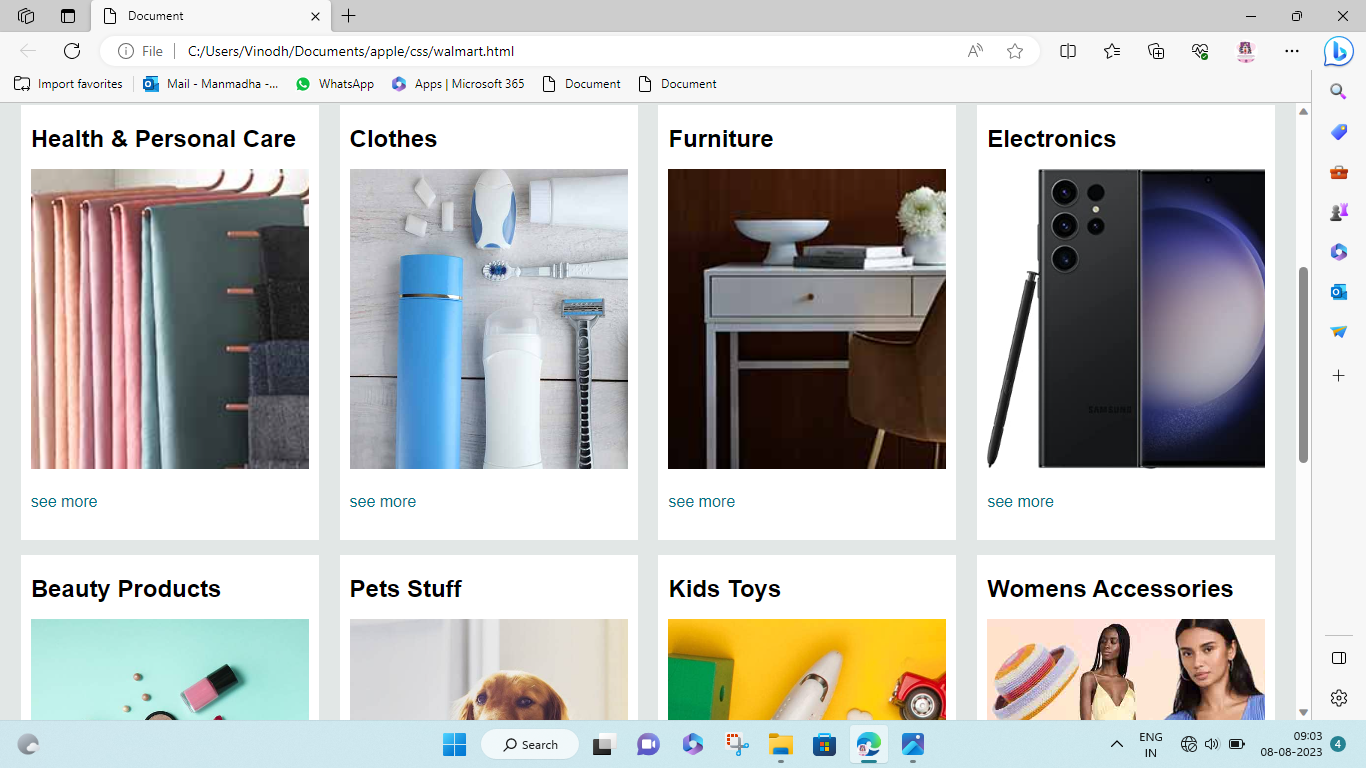 Document
File
C:/Users/Vinodh/Documents/apple/css/walmart.html
Import favorites
Mail - Manmadha -...
WhatsApp
Apps | Microsoft 365
Document
Document
Health & Personal Care
Clothes
Furniture
Electronics
SAMSUNG
see more
see more
see more
see more
Beauty Products
Pets Stuff
Kids Toys
Womens Accessories
Search
ENG
IN
09:03
08-08-2023
4